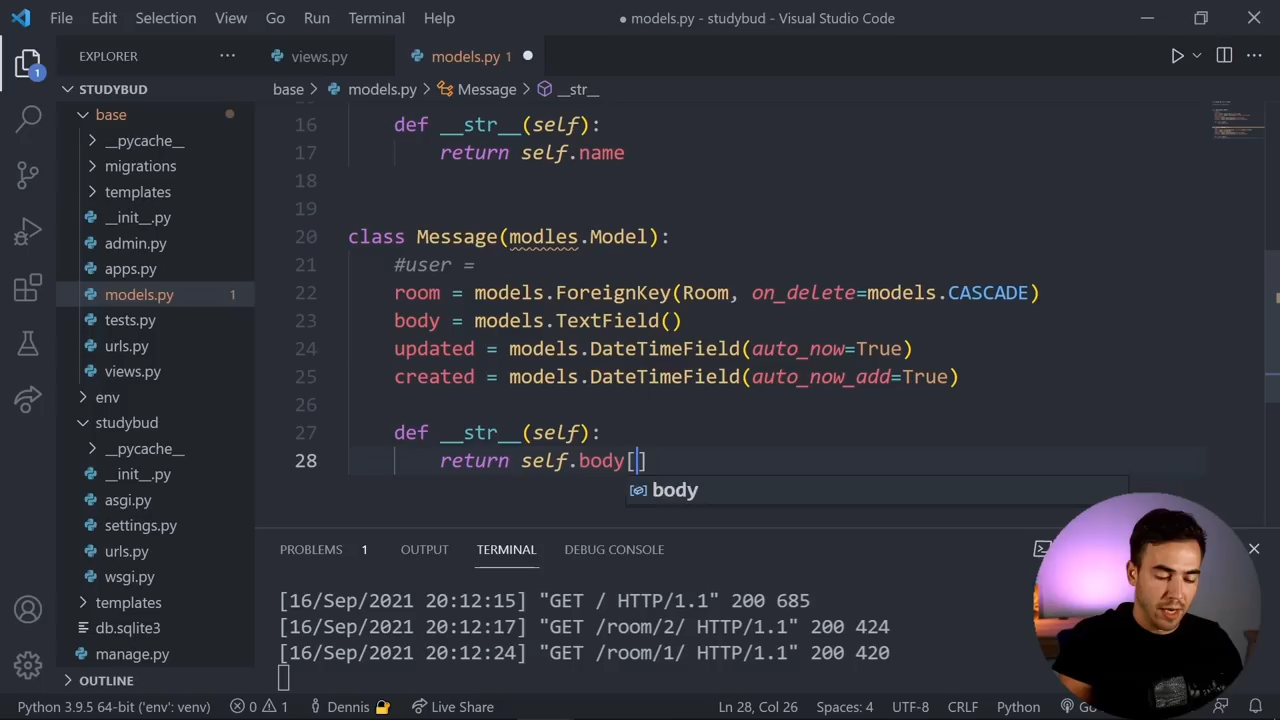 File Edit Selection View Go Run Terminal Help
models.py - studybud - Visual Studio Code
EXPLORER
STUDYBUD
base
__pycache__
migrations
templates
__init__.py
admin.py
apps.py
models.py 1
tests.py
urls.py
views.py
env
studybud
__pycache__
__init__.py
asgi.py
settings.py
urls.py
wsgi.py
templates
db.sqlite3
manage.py
OUTLINE
1
views.py
models.py 1
base > models.py > Message > __str__
16 def __str__(self):
17 return self.name
18
19
20 class Message(modles.Model):
21 #user =
22 room = models.ForeignKey(Room, on_delete=models.CASCADE)
23 body = models.TextField()
24 updated = models.DateTimeField(auto_now=True)
25 created = models.DateTimeField(auto_now_add=True)
26
27 def __str__(self):
28 return self.body[]
body
PROBLEMS 1 OUTPUT TERMINAL DEBUG CONSOLE
[16/Sep/2021 20:12:15] "GET / HTTP/1.1" 200 685
[16/Sep/2021 20:12:17] "GET /room/2/ HTTP/1.1" 200 424
[16/Sep/2021 20:12:24] "GET /room/1/ HTTP/1.1" 200 420
Python 3.9.5 64-bit ('env': venv) 0 1 Dennis Live Share Ln 28, Col 26 Spaces: 4 UTF-8 CRLF Python